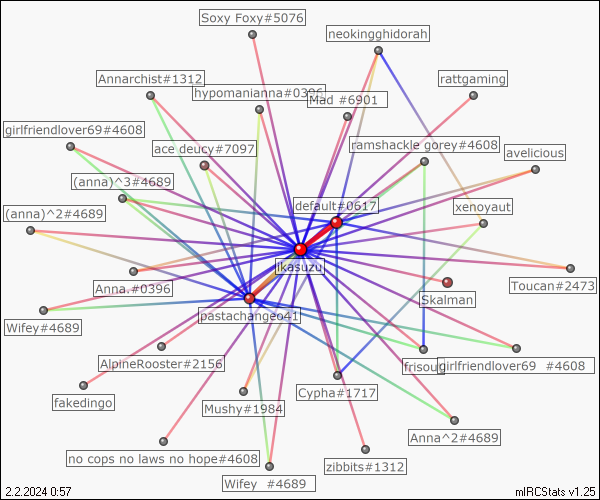 Soxy Foxy#5076
neokingghidorah
Annarchist#1312
rattgaming
hypomanianna#0396
Mad #6901
girlfriendlover69#4608
ace deucy#7097
ramshackle gorey#4608
avelicious
(anna)^3#4689
default#0617
(anna)^2#4689
xenoyaut
ikasuzu
Anna.#0396
Toucan#2473
Skalman
pastachangeo41
Wifey#4689
AlpineRooster#2156
girlfriendlover69 #4608
Cypha#1717
fakedingo
Mushy#1984
Anna^2#4689
no cops no laws no hope#4608
zibbits#1312
Wifey #4689
2.2.2024 0:57
mIRCStats v1.25